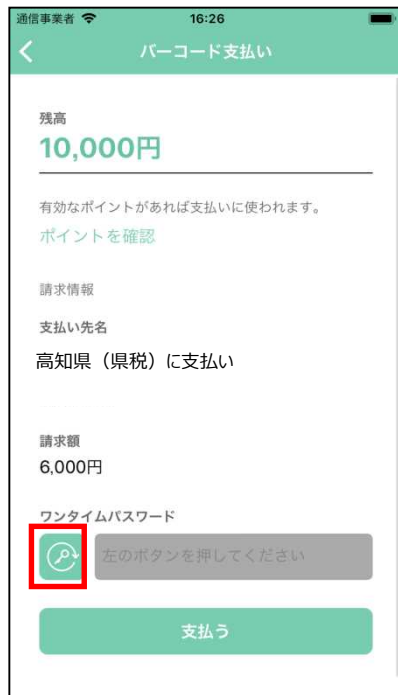 通信事業者 16:26
バーコード支払い
残高
10,000円
有効なポイントがあれば支払いに使われます。
ポイントを確認
請求情報
支払い先名
高知県（県税）に支払い
請求額
6,000円
ワンタイムパスワード
左のボタンを押してください
支払う